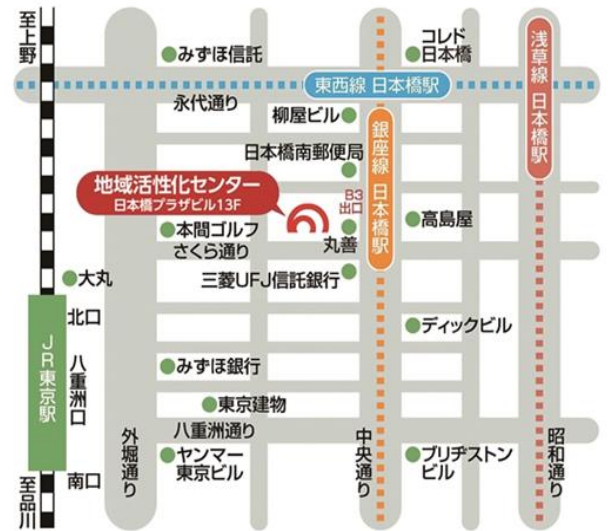 至上野
みずほ信託
コレド
日本橋
浅草線 日本橋駅
東西線 日本橋駅
永代通り
柳屋ビル
銀座線 日本橋駅
日本橋南郵便局
地域活性化センター
日本橋プラザビル13F
B3
出口
本間ゴルフ
さくら通り
丸善
高島屋
大丸
三菱UFJ信託銀行
北口
ディックビル
JR東京駅
八重洲口
みずほ銀行
東京建物
八重洲通り
外堀通り
中央通り
昭和通り
ヤンマー
東京ビル
ブリヂストン
ビル
南口
至品川